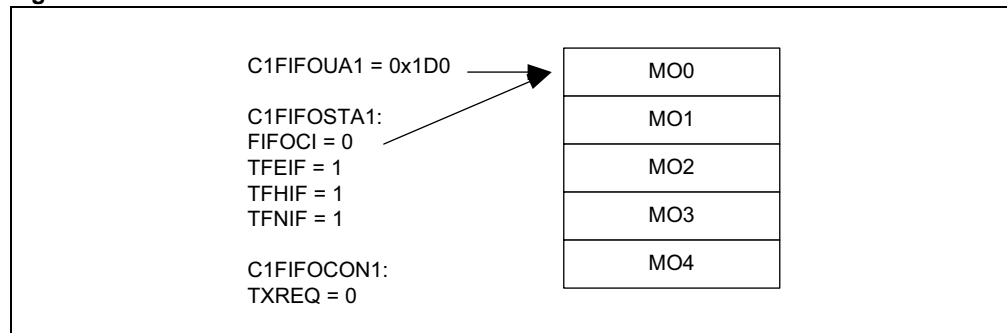 C1FIFOUA1 = 0x1D0
C1FIFOSTA1:
FIFOCI = 0
TFEIF = 1
TFHIF = 1
TFNIF = 1
C1FIFOCON1:
TXREQ = 0
MO0
MO1
MO2
MO3
MO4